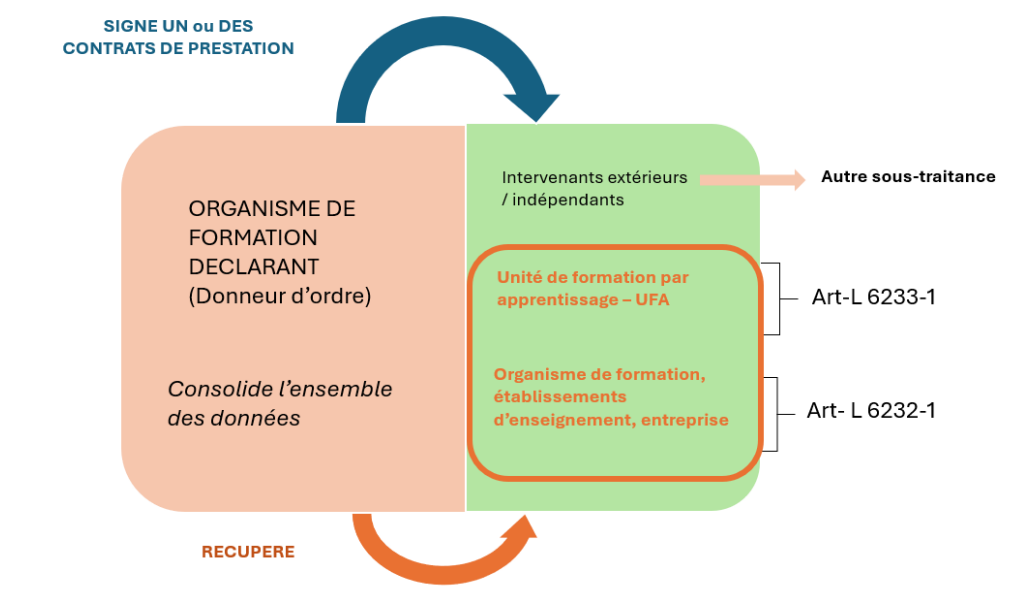 SIGNE UN ou DES
CONTRATS DE PRESTATION
ORGANISME DE
FORMATION
DECLARANT
(Donneur d’ordre)
Consolide l’ensemble
des données
Intervenants extérieurs
/ indépendants
Autre sous-traitance
Unité de formation par
apprentissage – UFA
Art-L 6233-1
Organisme de formation,
établissements
d’enseignement, entreprise
Art- L 6232-1
RECUPERE